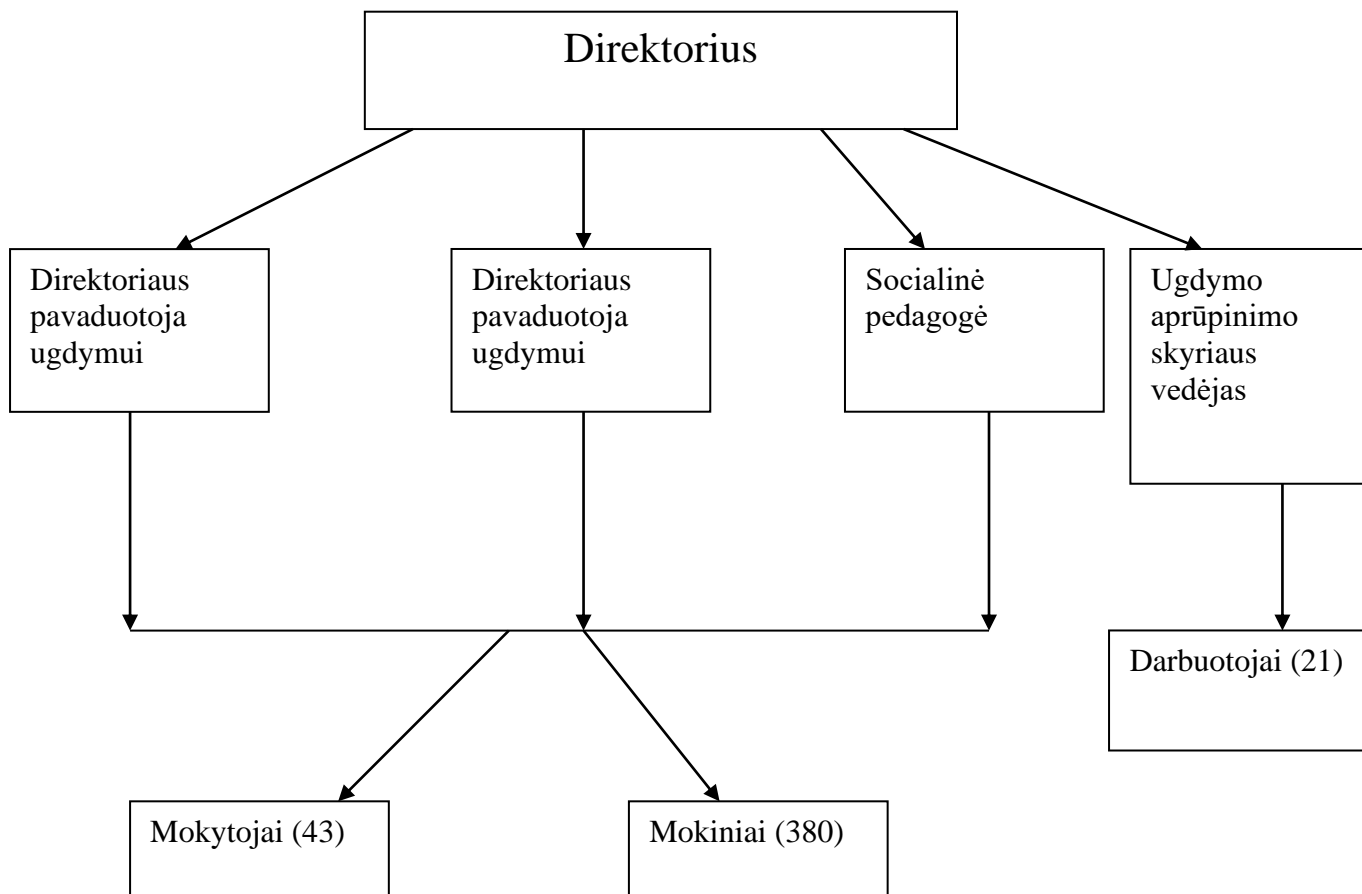 Direktorius
Direktoriaus
pavaduotoja
ugdymui
Direktoriaus
pavaduotoja
ugdymui
Socialinė
pedagogė
Ugdymo
aprūpinimo
skyriaus
vedėjas
Darbuotojai (21)
Mokytojai (43)
Mokiniai (380)